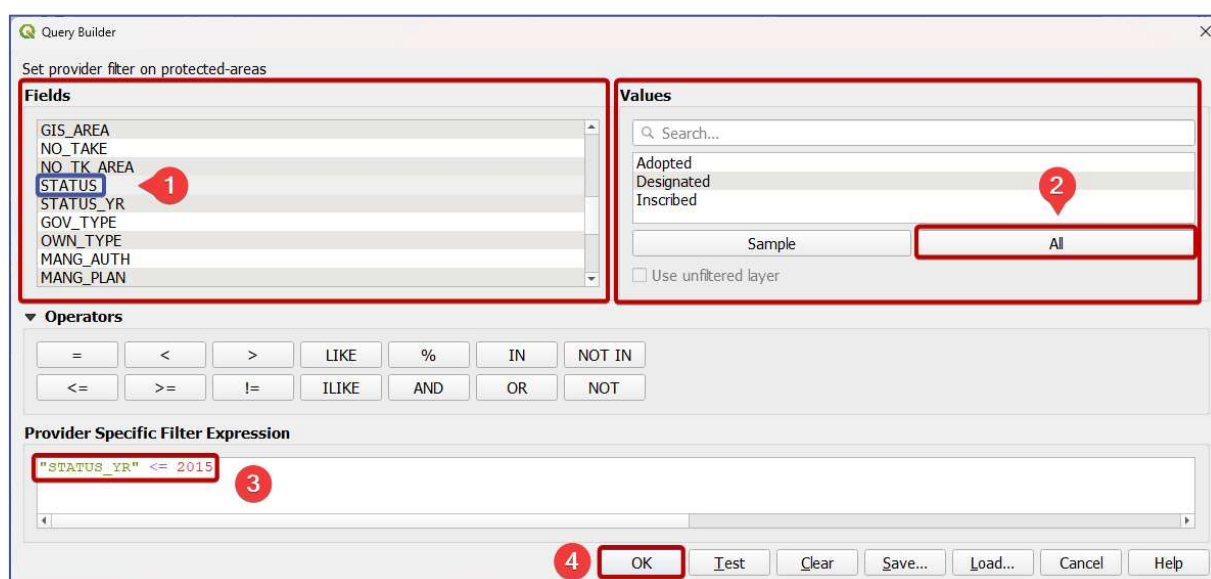 Query Builder
Set provider filter on protected-areas
Fields
GIS_AREA
NO_TAKE
NO_TK_AREA
STATUS
1
STATUS_YR
GOV_TYPE
OWN_TYPE
MANG_AUTH
MANG_PLAN
Values
Search...
Adopted
Designated
Inscribed
2
Sample All
Use unfiltered layer
Operators
= < > LIKE % IN NOT IN
<= >= != ILIKE AND OR NOT
Provider Specific Filter Expression
"STATUS_YR" <= 2015
3
4 OK Test Clear Save... Load... Cancel Help